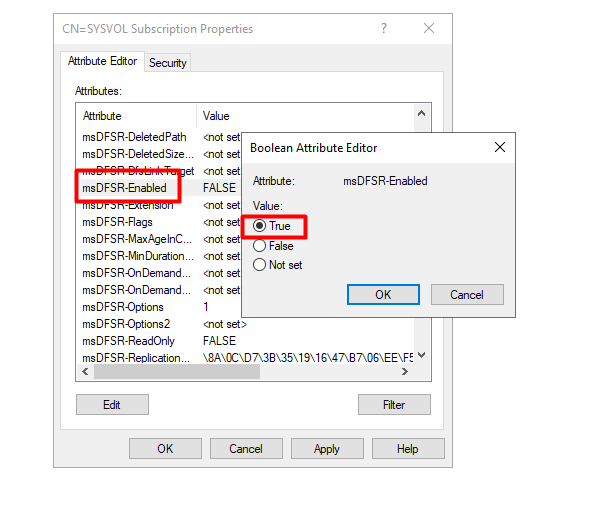 CN=SYSVOL Subscription Properties
?
Attribute Editor
Security
Attributes:
Attribute Value
msDFSR-DeletedPath <not set
msDFSR-DeletedSize... <not set
msDFSR-DfsLinkTarget <not set
msDFSR-Enabled FALSE
msDFSR-Extension <not set
msDFSR-Flags <not set
msDFSR-MaxAgeInC... <not set
msDFSR-MinDuration... <not set
msDFSR-OnDemand... <not set
msDFSR-OnDemand... <not set
msDFSR-Options 1
msDFSR-Options2 <not set>
msDFSR-ReadOnly FALSE
msDFSR-Replication... \8A\0C\D7\3B\35\19\16\47\B7\06\EE\F5
Edit
Filter
OK
Cancel
Apply
Help
Boolean Attribute Editor
Attribute: msDFSR-Enabled
Value:
True
False
Not set
OK
Cancel